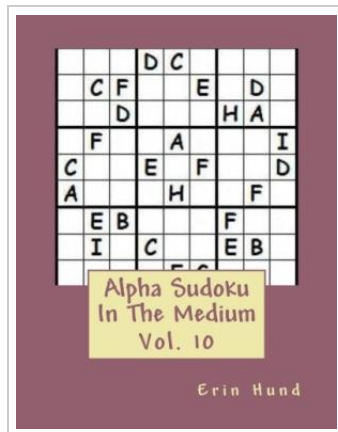 D C
C F E D
D H A
F A I
C E F D
A H F
E B F
I C E B
Alpha Sudoku
In The Medium
Vol. 10
Erin Hund